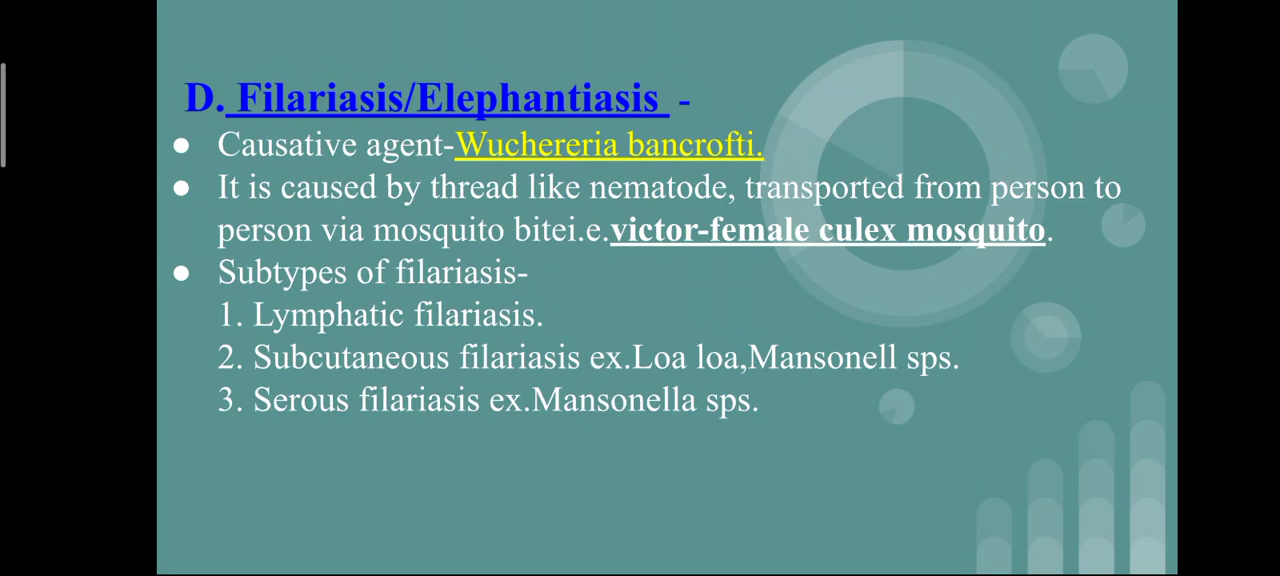 D. Filariasis/Elephantiasis -
● Causative agent-Wuchereria bancrofti.
● It is caused by thread like nematode, transported from person to
person via mosquito bitei.e.victor-female culex mosquito.
● Subtypes of filariasis-
1. Lymphatic filariasis.
2. Subcutaneous filariasis ex.Loa loa,Mansonell sps.
3. Serous filariasis ex.Mansonella sps.